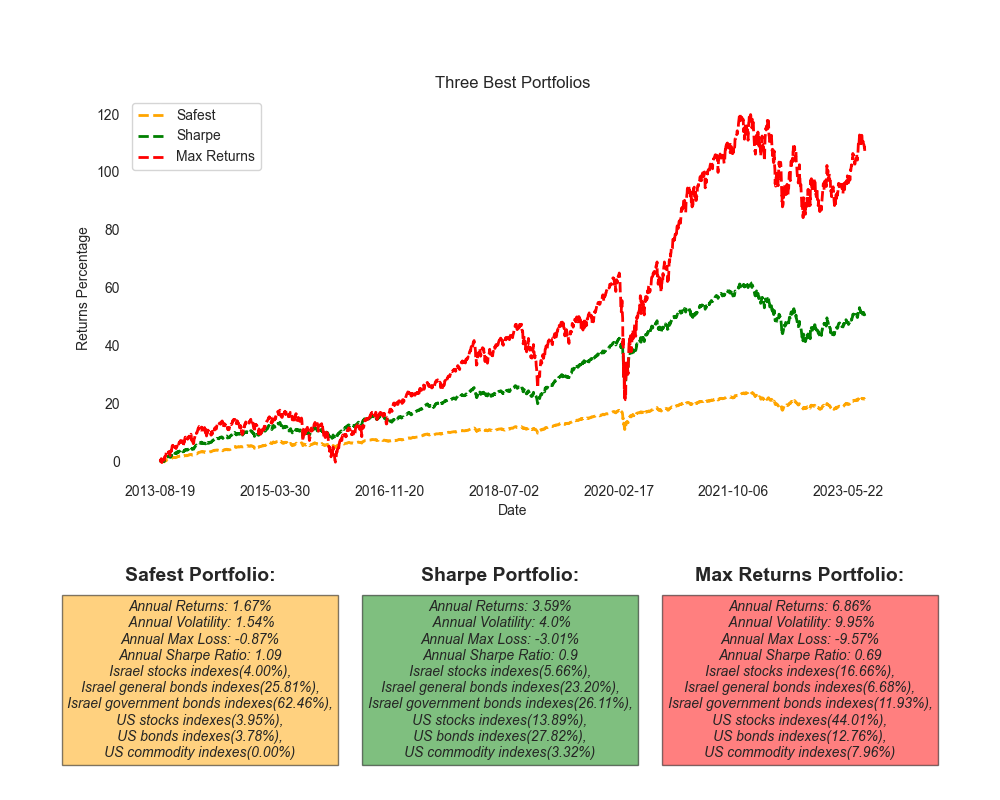 Three Best Portfolios
Safest
Sharpe
Max Returns
120
100
80
60
40
20
0
Returns Percentage
2013-08-19 2015-03-30 2016-11-20 2018-07-02 2020-02-17 2021-10-06 2023-05-22
Date
Safest Portfolio:
Annual Returns: 1.67%
Annual Volatility: 1.54%
Annual Max Loss: -0.87%
Annual Sharpe Ratio: 1.09
Israel stocks indexes(4.00%),
Israel general bonds indexes(25.81%),
Israel government bonds indexes(62.46%),
US stocks indexes(3.95%),
US bonds indexes(3.78%),
US commodity indexes(0.00%)
Sharpe Portfolio:
Annual Returns: 3.59%
Annual Volatility: 4.0%
Annual Max Loss: -3.01%
Annual Sharpe Ratio: 0.9
Israel stocks indexes(5.66%),
Israel general bonds indexes(23.20%),
Israel government bonds indexes(26.11%),
US stocks indexes(13.89%),
US bonds indexes(27.82%),
US commodity indexes(3.32%)
Max Returns Portfolio:
Annual Returns: 6.86%
Annual Volatility: 9.95%
Annual Max Loss: -9.57%
Annual Sharpe Ratio: 0.69
Israel stocks indexes(16.66%),
Israel general bonds indexes(6.68%),
Israel government bonds indexes(11.93%),
US stocks indexes(44.01%),
US bonds indexes(12.76%),
US commodity indexes(7.96%)